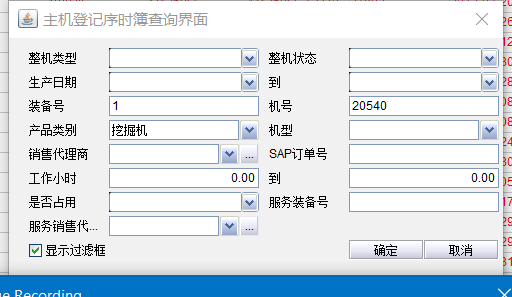 主机登记序时簿查询界面
整机类型 整机状态
生产日期 到
装备号 1 机号 20540
产品类别 挖掘机 机型
销售代理商 ... SAP订单号
工作小时 0.00 到 0.00
是否占用 服务装备号
服务销售代... ...
显示过滤框 确定 取消
Recording